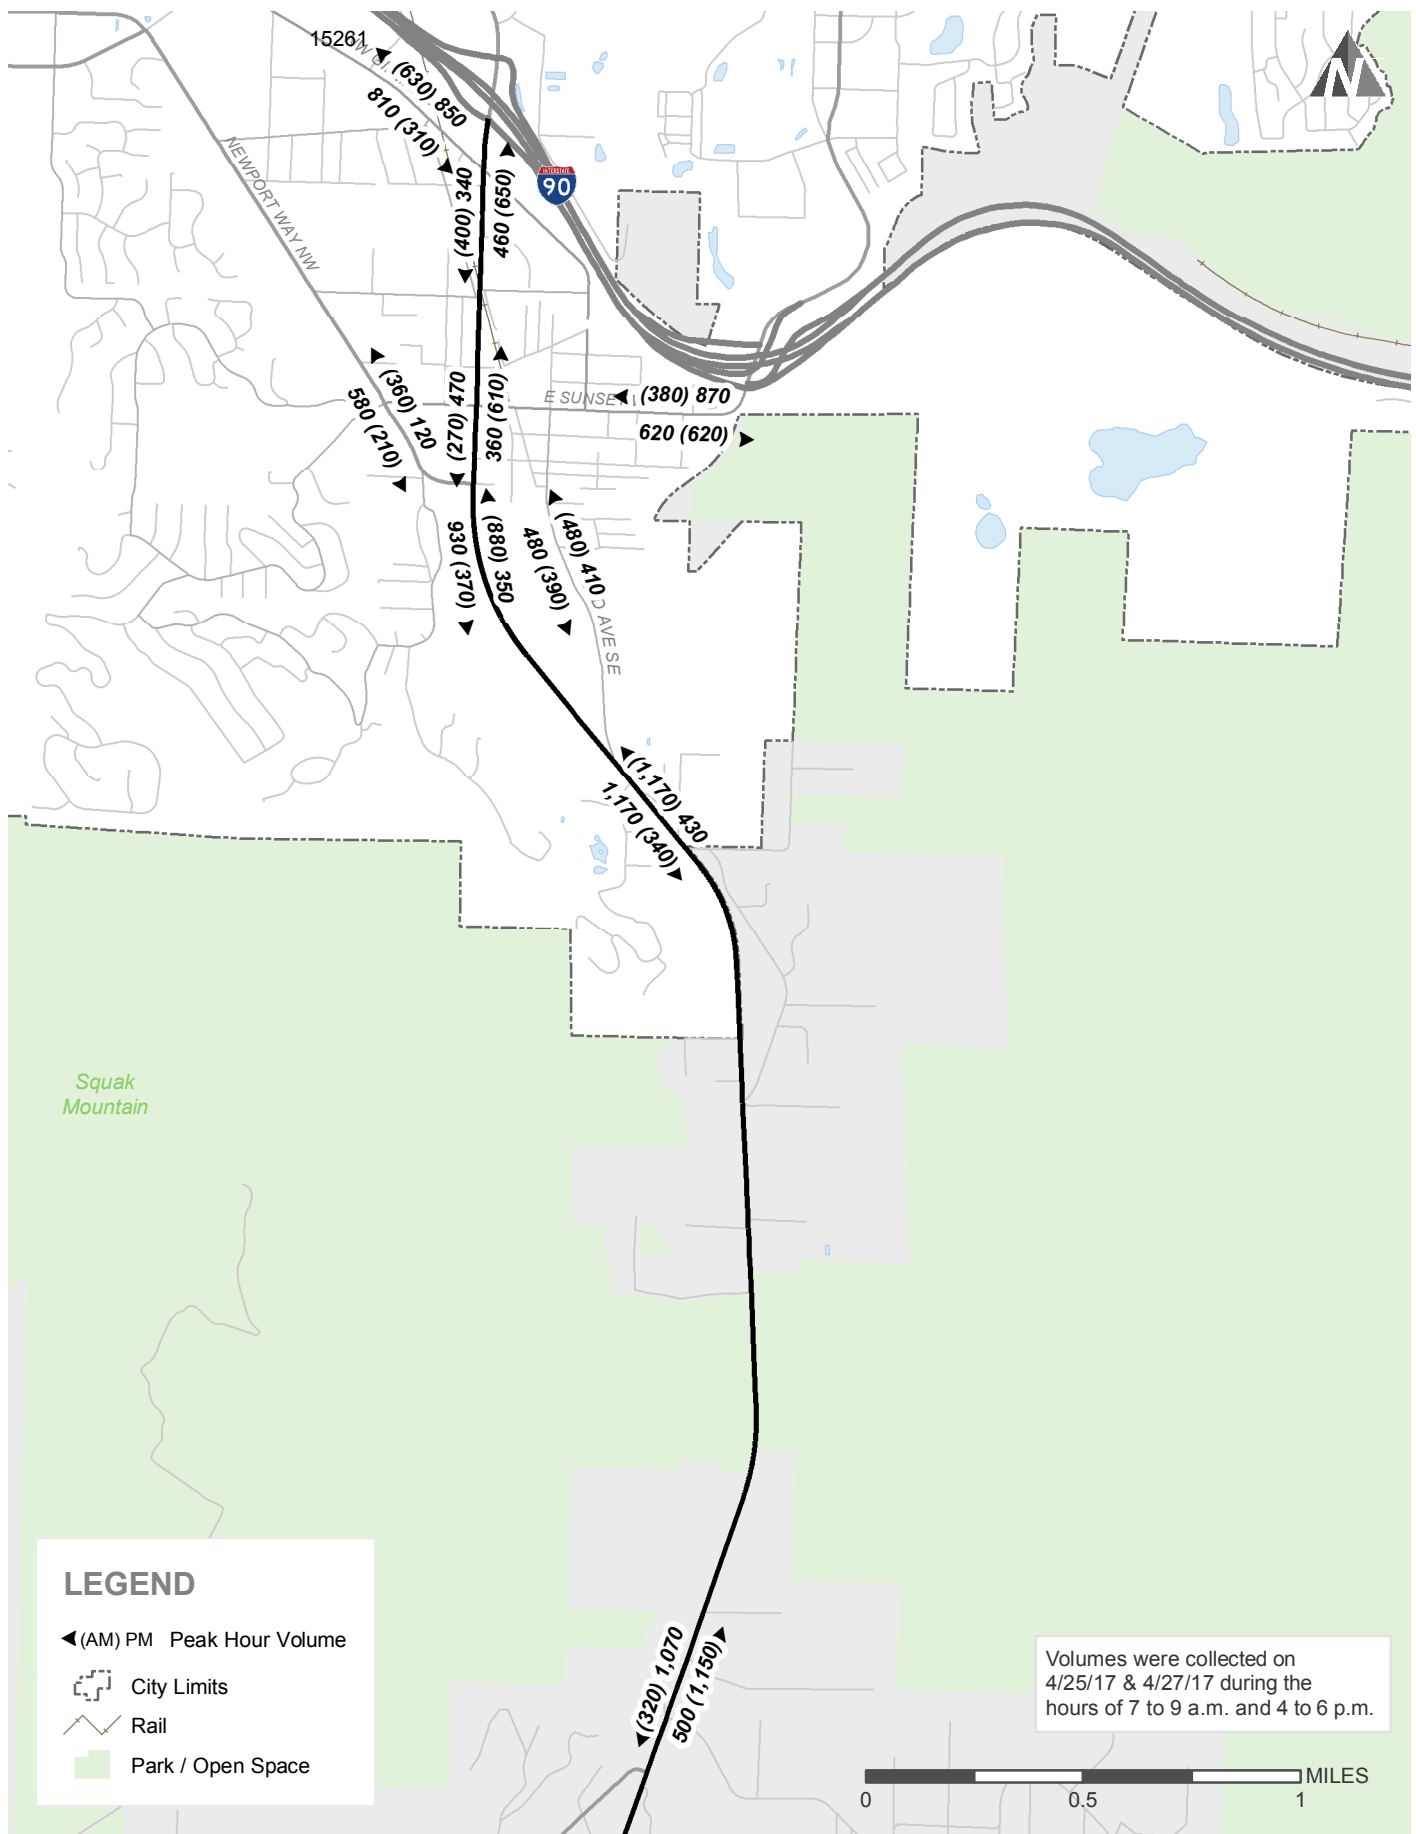 15261
NW GI
(630) 850
810 (310)
N
INTERSTATE
90
NEWPORT WAY NW
(400) 340
460 (650)
(360) 120
580 (210)
(270) 470
360 (610)
E SUNSET
(380) 870
620 (620)
930 (370)
(880) 350
(480) 410
480 (390)
D AVE SE
(1,170) 430
1,170 (340)
Squak
Mountain
(320) 1,070
500 (1,150)
LEGEND
(AM) PM Peak Hour Volume
City Limits
Rail
Park / Open Space
Volumes were collected on
4/25/17 & 4/27/17 during the
hours of 7 to 9 a.m. and 4 to 6 p.m.
MILES
0 0.5 1